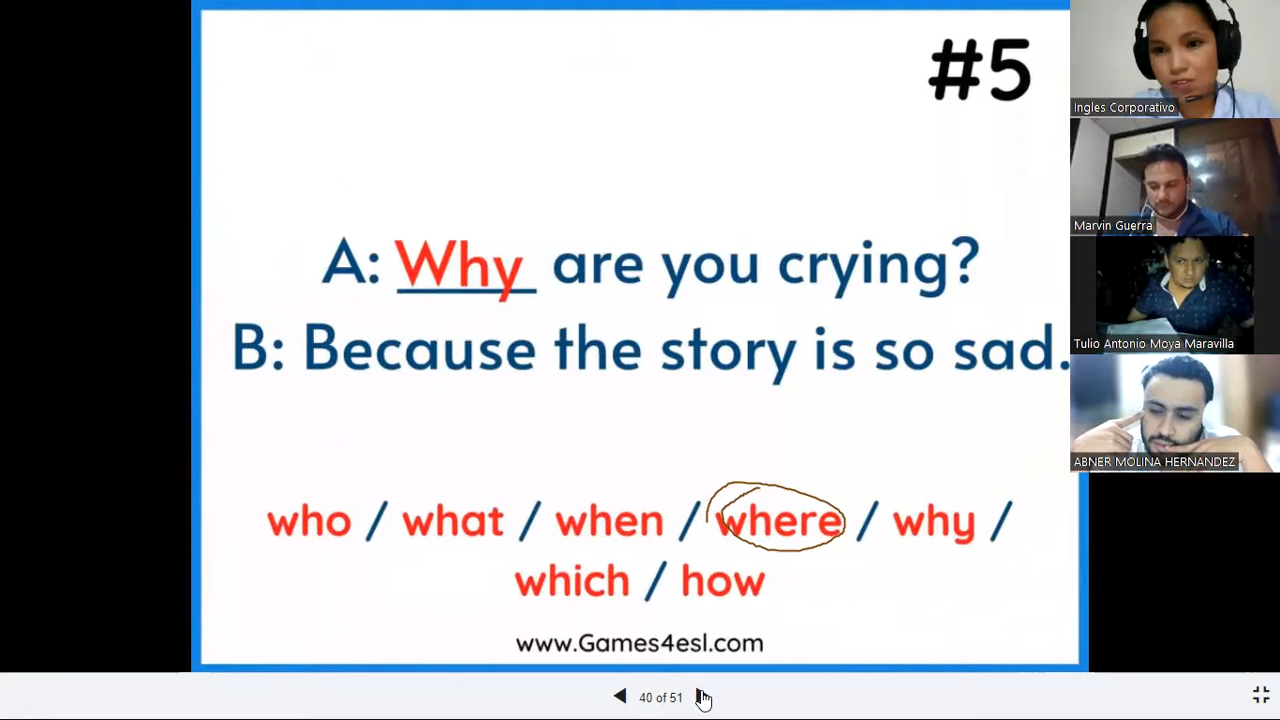 #5
A: Why are you crying?
B: Because the story is so sad.
who / what / when / where / why /
which / how
www.Games4esl.com
40 of 51
Ingles Corporativo
Marvin Guerra
Tulio Antonio Moya Maravilla
ABNER MOLINA HERNANDEZ